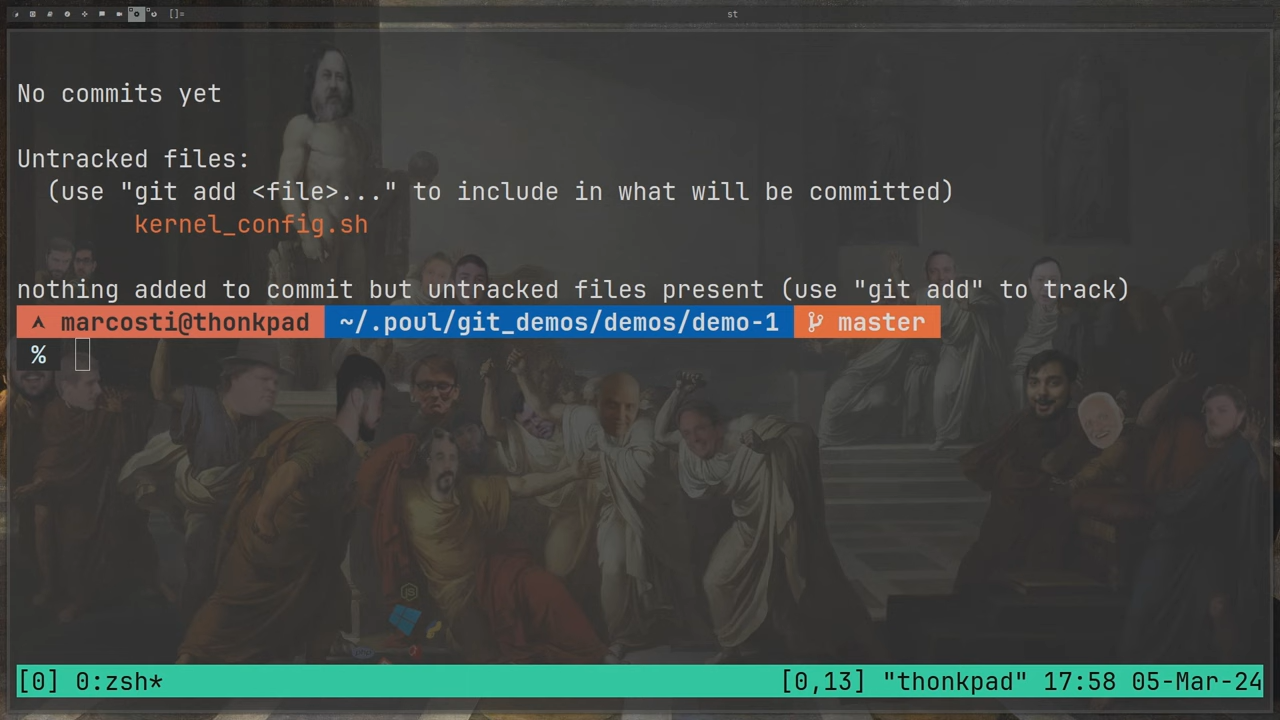 []=
st
No commits yet
Untracked files:
(use "git add <file>..." to include in what will be committed)
kernel_config.sh
nothing added to commit but untracked files present (use "git add" to track)
marcosti@thonkpad ~/.poul/git_demos/demos/demo-1 master
%
[0] 0:zsh* [0,13] "thonkpad" 17:58 05-Mar-24